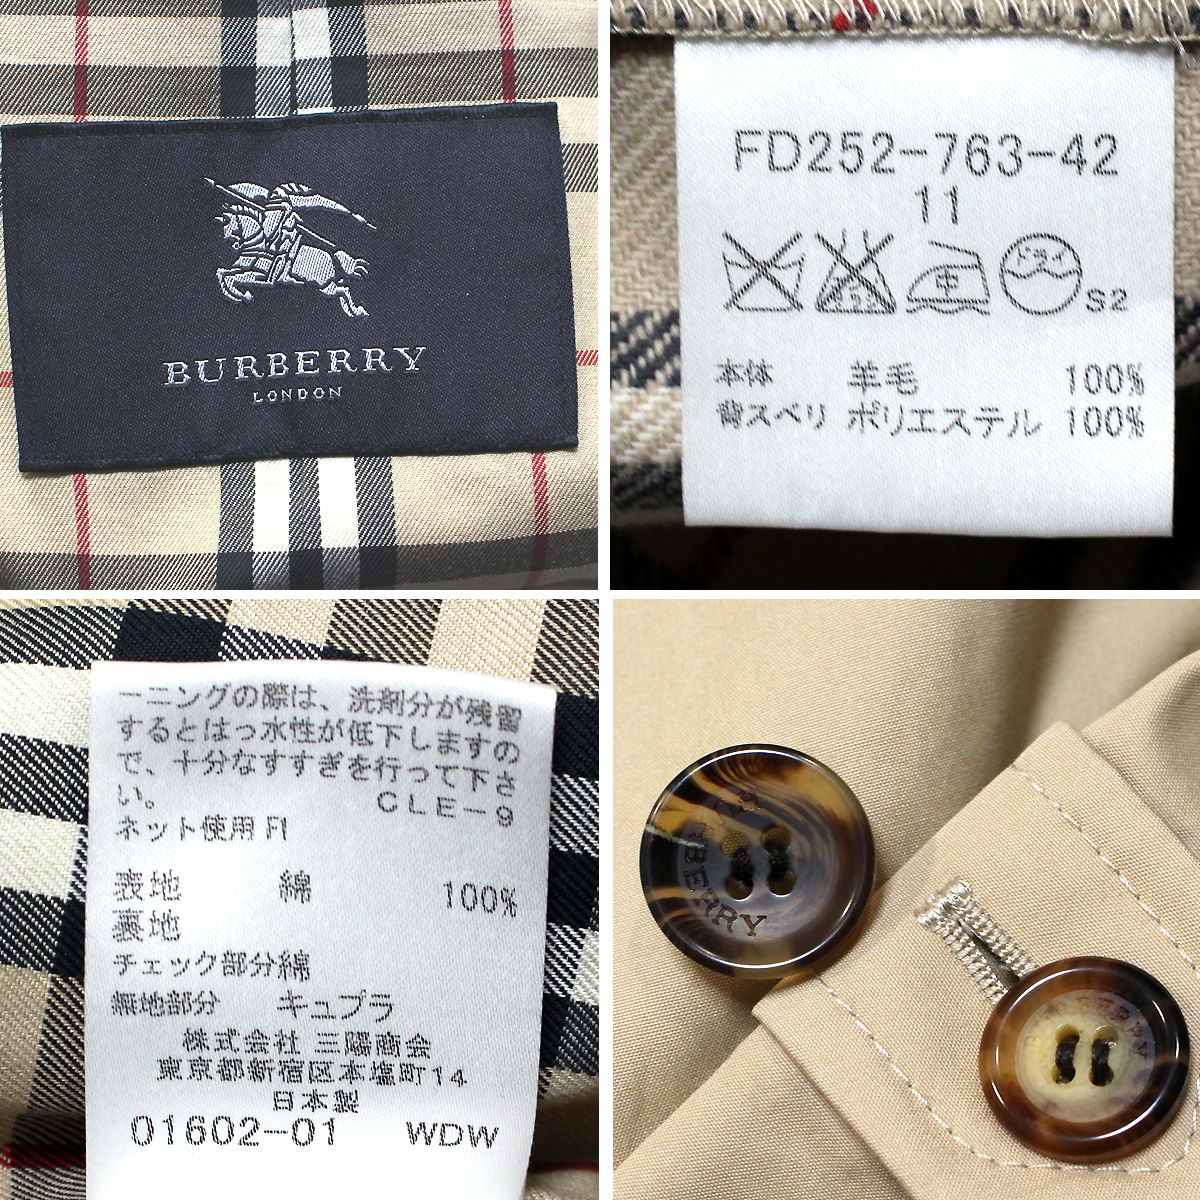 BURBERRY
LONDON
FD252-763-42
11
ドライ
中
S2
本体 羊毛 100%
背スベリ ポリエステル 100%
ーニングの際は、洗剤分が残留
するとはっ水性が低下しますの
で、十分なすすぎを行って下さ
い。 CLE-9
ネット使用 F1
表地 綿 100%
裏地
チェック部分綿
無地部分 キュプラ
株式会社 三陽商会
東京都新宿区本塩町14
日本製
01602-01 WDW
BERRY